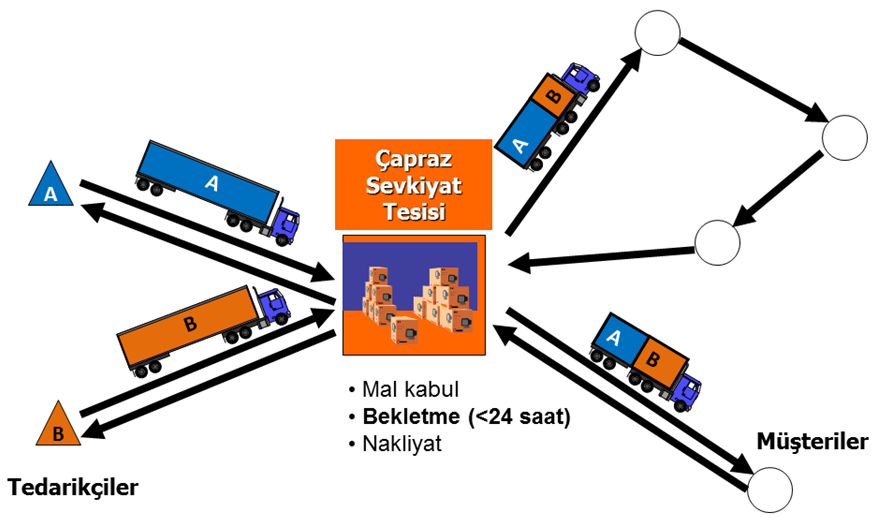 Çapraz
Sevkiyat
Tesisi
A
A
B
B
A
B
A
B
• Mal kabul
• Bekletme (<24 saat)
• Nakliyat
Tedarikçiler
Müşteriler